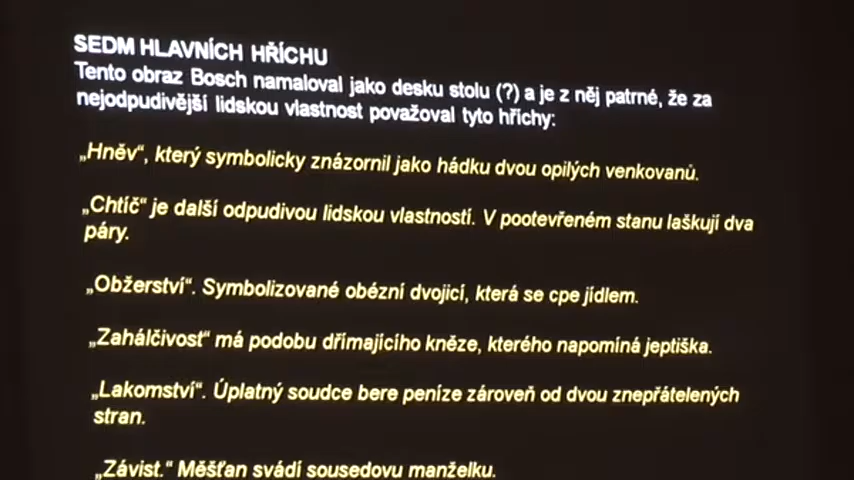 SEDM HLAVNÍCH HŘÍCHU
Tento obraz Bosch namaloval jako desku stolu (?) a je z něj patrné, že za
nejodpudivější lidskou vlastnost považoval tyto hříchy:
„Hněv“, který symbolicky znázornil jako hádku dvou opilých venkovanů.
„Chtíč“ je další odpudivou lidskou vlastností. V pootevřeném stanu laškují dva
páry.
„Obžerství“. Symbolizované obézní dvojicí, která se cpe jídlem.
„Zahálčivost“ má podobu dřímajícího kněze, kterého napomíná jeptiška.
„Lakomství“. Úplatný soudce bere peníze zároveň od dvou znepřátelených
stran.
„Závist.“ Měšťan svádí sousedovu manželku.